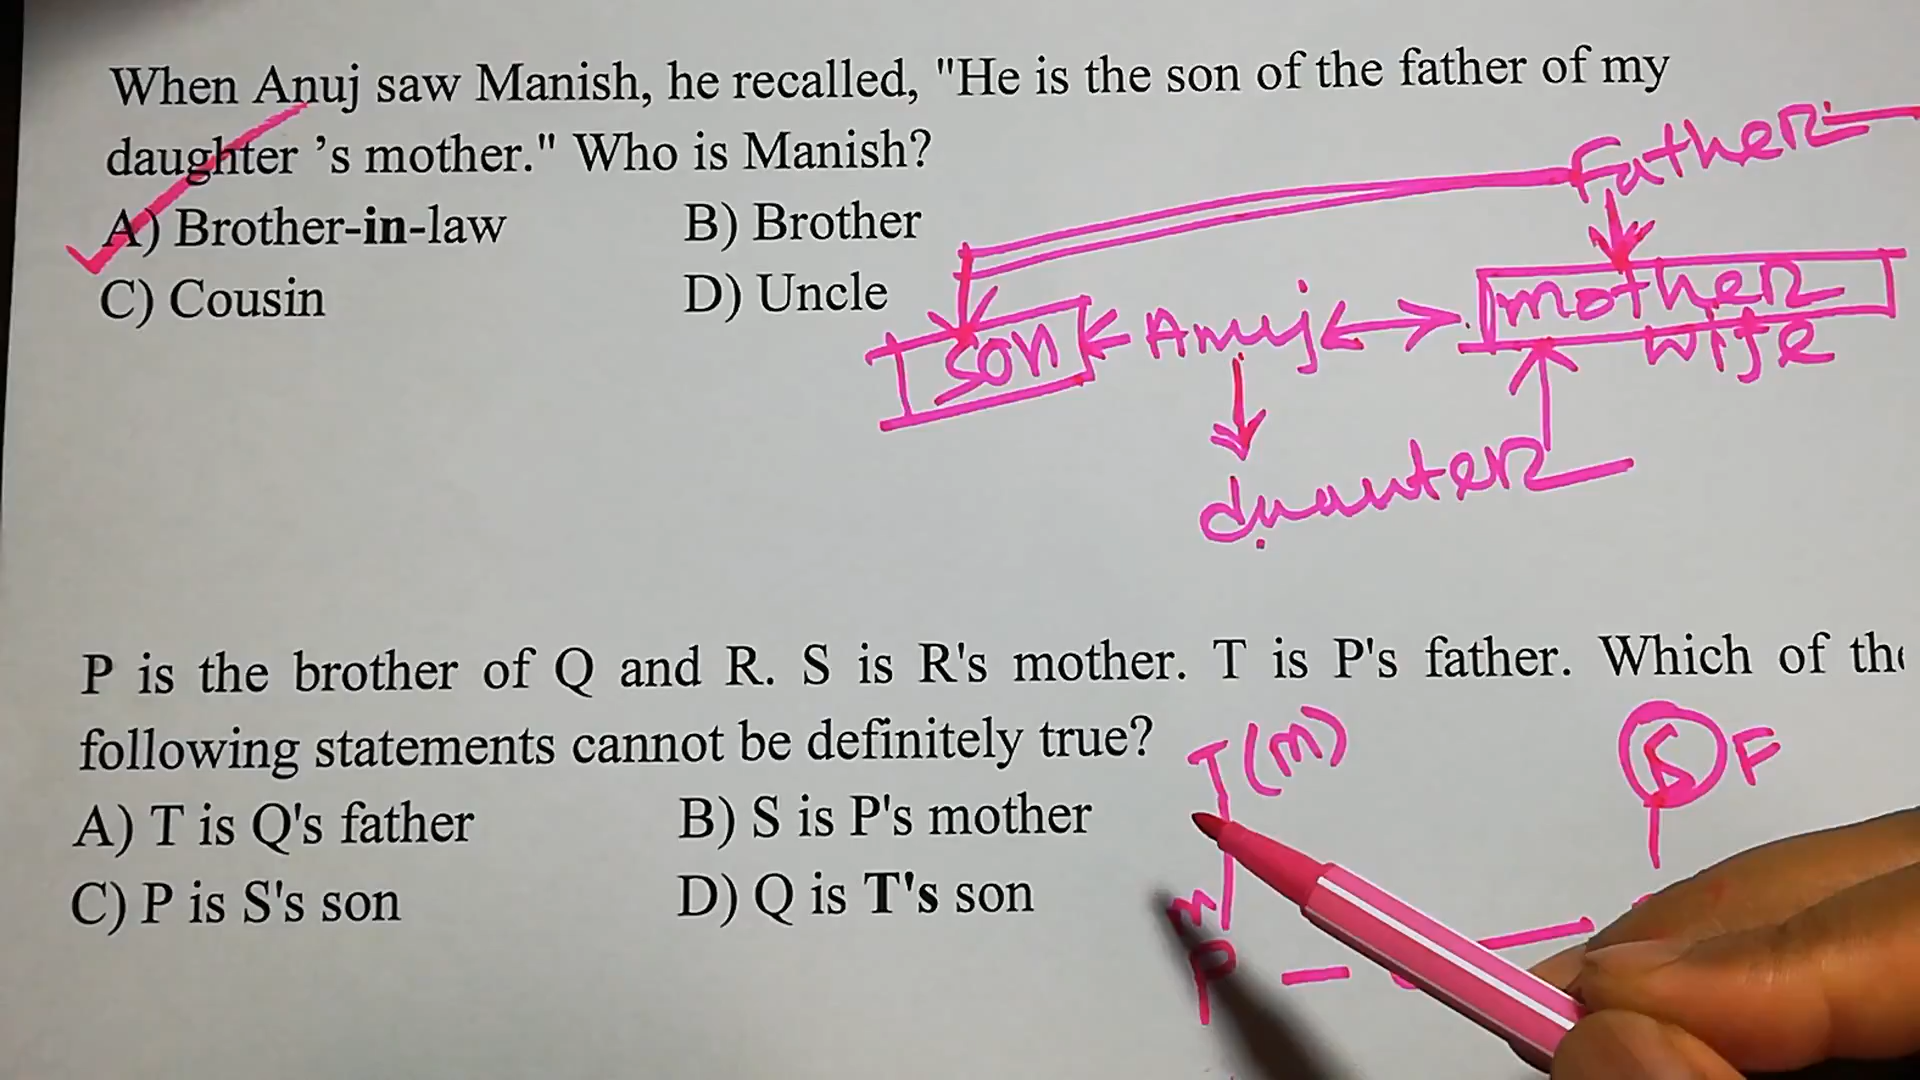 When Anuj saw Manish, he recalled, "He is the son of the father of my
daughter ’s mother." Who is Manish?
A) Brother-in-law B) Brother
C) Cousin D) Uncle
Father
mother
son Anuj wife
duauter
P is the brother of Q and R. S is R's mother. T is P's father. Which of the
following statements cannot be definitely true?
A) T is Q's father B) S is P's mother
C) P is S's son D) Q is T's son
T(m) S F
m
P